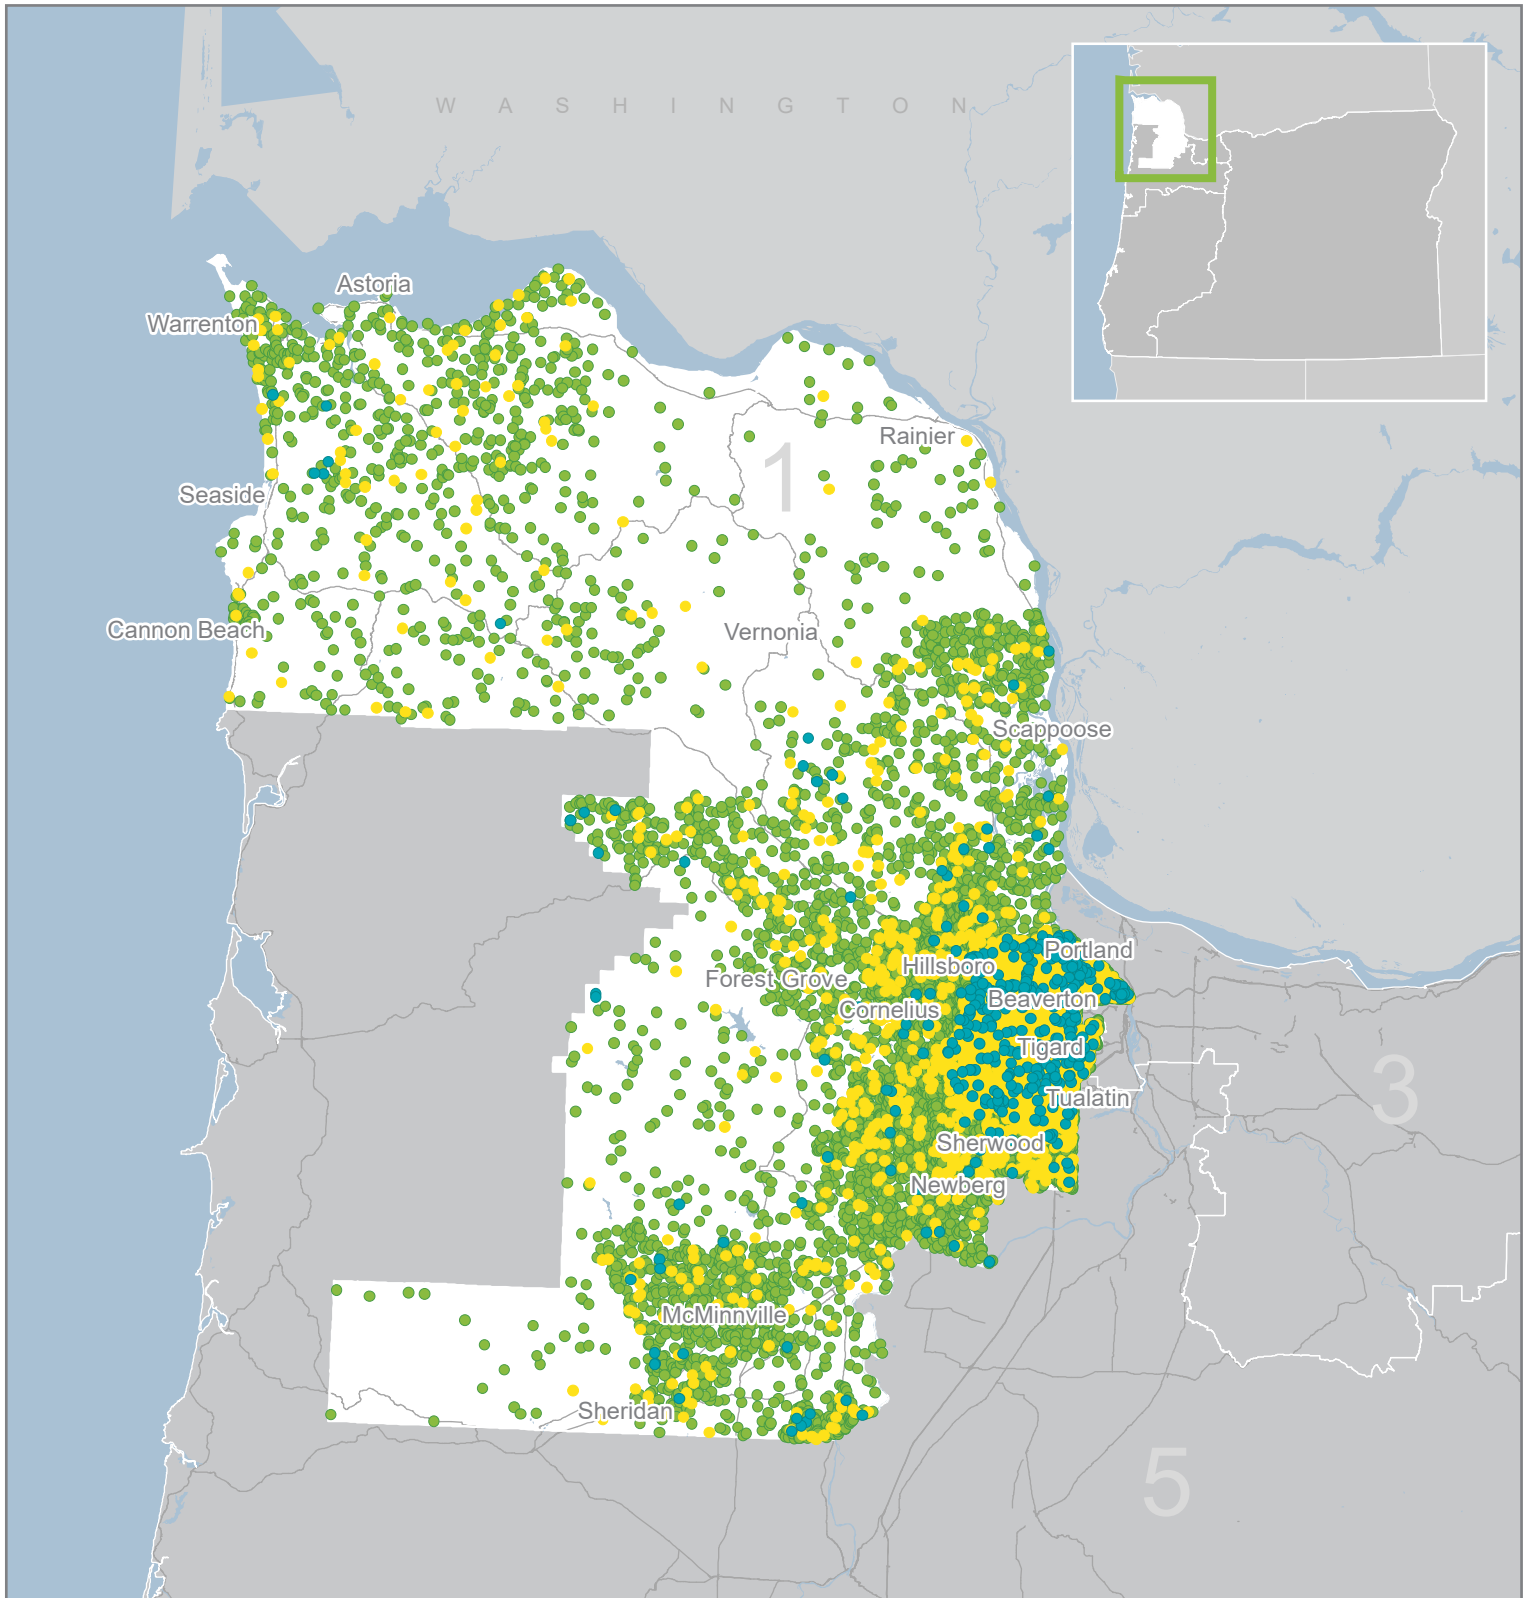 WASHINGTON
Astoria
Warrenton
Rainier
1
Seaside
Cannon Beach
Vernonia
Scappoose
Portland
Hillsboro
Forest Grove
Beaverton
Cornelius
Tigard
3
Tualatin
Sherwood
Newberg
McMinnville
Sheridan
5